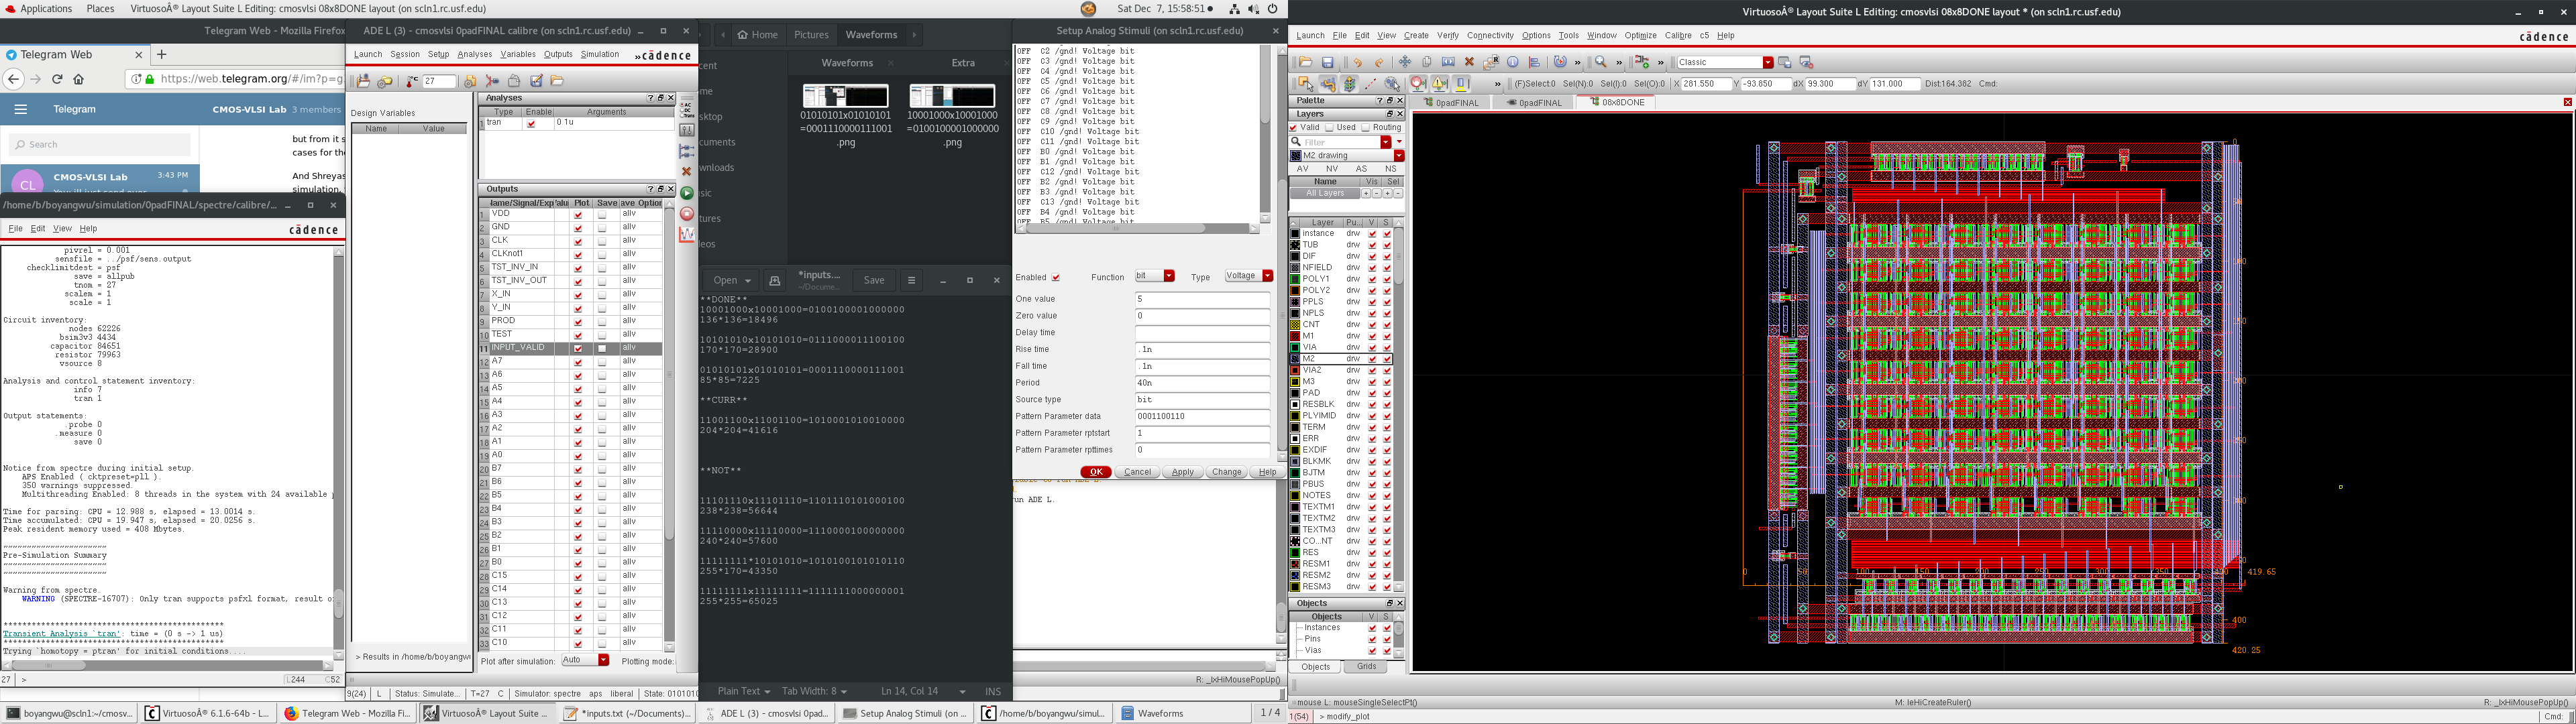 Applications Places VirtuosoÂ® Layout Suite L Editing: cmosvlsi 08x8DONE layout (on scln1.rc.usf.edu)
Sat Dec 7, 15:58:51
Telegram Web - Mozilla Firefox
Telegram Web
https://web.telegram.org/#/im?p=g
Telegram
CMOS-VLSI Lab 3 members
Search
CL
CMOS-VLSI Lab 3:43 PM
but from it s
cases for the
And Shreyas
simulation,
/home/b/boyangwu/simulation/0padFINAL/spectre/calibre/...
File Edit View Help cādence
pivrel = 0.001
sensfile = ../psf/sens.output
checklimitdest = psf
save = allpub
tnom = 27
scalem = 1
scale = 1
Circuit inventory:
nodes 62226
bsim3v3 4434
capacitor 84651
resistor 79963
vsource 8
Analysis and control statement inventory:
info 7
tran 1
Output statements:
.probe 0
.measure 0
save 0
Notice from spectre during initial setup.
APS Enabled ( cktpreset=pll ).
350 warnings suppressed.
Multithreading Enabled: 8 threads in the system with 24 available
Time for parsing: CPU = 12.988 s, elapsed = 13.0014 s.
Time accumulated: CPU = 19.947 s, elapsed = 20.0256 s.
Peak resident memory used = 408 Mbytes.
Pre-Simulation Summary
Warning from spectre.
WARNING (SPECTRE-16707): Only tran supports psfxl format, result o
Transient Analysis `tran': time = (0 s -> 1 us)
Trying `homotopy = ptran' for initial conditions....
27 >
L244 C52
ADE L (3) - cmosvlsi 0padFINAL calibre (on scln1.rc.usf.edu)
Launch Session Setup Analyses Variables Outputs Simulation » cādence
27
Design Variables
Name Value
Analyses
Type Enable Arguments
1 tran 0 1u
Outputs
Plot Save
1 VDD allv
2 GND allv
3 CLK allv
4 CLKnot1 allv
5 TST_INV_IN allv
6 TST_INV_OUT allv
7 X_IN allv
8 Y_IN allv
9 PROD allv
10 TEST allv
11 INPUT_VALID allv
12 A7 allv
13 A6 allv
14 A5 allv
15 A4 allv
16 A3 allv
17 A2 allv
18 A1 allv
19 A0 allv
20 B7 allv
21 B6 allv
22 B5 allv
23 B4 allv
24 B3 allv
25 B2 allv
26 B1 allv
27 B0 allv
28 C15 allv
29 C14 allv
30 C13 allv
31 C12 allv
32 C11 allv
33 C10 allv
> Results in /home/b/boyangw
Plot after simulation: Auto Plotting mode:
9(24) L Status: Simulate... T=27 C Simulator: spectre aps liberal State: 010101
Home Pictures Waveforms
Waveforms
Extra
01010101x01010101
=0001110000111001
.png
10001000x10001000
=0100100001000000
.png
Open *inputs.... ~/Docume... Save
**DONE**
10001000x10001000=0100100001000000
136*136=18496
10101010x10101010=0111000011100100
170*170=28900
01010101x01010101=0001110000111001
85*85=7225
**CURR**
11001100x11001100=1010001010010000
204*204=41616
**NOT**
11101110x11101110=1101110101000100
238*238=56644
11110000x11110000=1110000100000000
240*240=57600
11111111*10101010=1010100101010110
255*170=43350
11111111x11111111=1111111000000001
255*255=65025
Plain Text Tab Width: 8 Ln 14, Col 14 INS
Setup Analog Stimuli (on scln1.rc.usf.edu)
OFF C2 /gnd! Voltage bit
OFF C3 /gnd! Voltage bit
OFF C4 /gnd! Voltage bit
OFF C5 /gnd! Voltage bit
OFF C6 /gnd! Voltage bit
OFF C7 /gnd! Voltage bit
OFF C8 /gnd! Voltage bit
OFF C9 /gnd! Voltage bit
OFF C10 /gnd! Voltage bit
OFF C11 /gnd! Voltage bit
OFF B0 /gnd! Voltage bit
OFF B1 /gnd! Voltage bit
OFF C12 /gnd! Voltage bit
OFF B2 /gnd! Voltage bit
OFF B3 /gnd! Voltage bit
OFF C13 /gnd! Voltage bit
OFF B4 /gnd! Voltage bit
OFF B5 /gnd! Voltage bit
Enabled Function bit Type Voltage
One value 5
Zero value 0
Delay time
Rise time .1n
Fall time .1n
Period 40n
Source type bit
Pattern Parameter data 0001100110
Pattern Parameter rptstart 1
Pattern Parameter rpttimes 0
OK Cancel Apply Change Help
run ADE L.
R: _lxHiMousePopUp()
VirtuosoÂ® Layout Suite L Editing: cmosvlsi 08x8DONE layout * (on scln1.rc.usf.edu)
Launch File Edit View Create Verify Connectivity Options Tools Window Optimize Calibre c5 Help cādence
Classic
(F)Select:0 Sel(N):0 Sel(I):0 Sel(O):0 X 281.550 Y -93.850 dX 99.300 dY 131.000 Dist:164.382 Cmd:
Palette
Layers
Valid Used Routing
Filter
M2 drawing
AV NV AS NS
Name Vis Sel
All Layers
Layer Pu... V S
instance drw
TUB drw
DIF drw
NFIELD drw
POLY1 drw
POLY2 drw
PPLS drw
NPLS drw
CNT drw
M1 drw
VIA drw
M2 drw
VIA2 drw
M3 drw
PAD drw
RESBLK drw
PLYIMID drw
TERM drw
ERR drw
EXDIF drw
BLKMK drw
BJTM drw
PBUS drw
NOTES drw
TEXTM1 drw
TEXTM2 drw
TEXTM3 drw
CO...NT drw
RES drw
RESM1 drw
RESM2 drw
RESM3 drw
Objects
Objects V S
Instances
Pins
Vias
Objects Grids
0padFINAL 0padFINAL 08x8DONE
419.65
400
420.25
mouse L: mouseSingleSelectPt() M: leHiCreateRuler() R: _lxHiMousePopUp()
1(54) > modify_plot Cmd:
boyangwu@scln1:~/cmosv... VirtuosoÂ® 6.1.6-64b - L... Telegram Web - Mozilla Fi... VirtuosoÂ® Layout Suite ... *inputs.txt (~/Documents)... ADE L (3) - cmosvlsi 0pad... Setup Analog Stimuli (on ... /home/b/boyangwu/simul... Waveforms 1 / 4